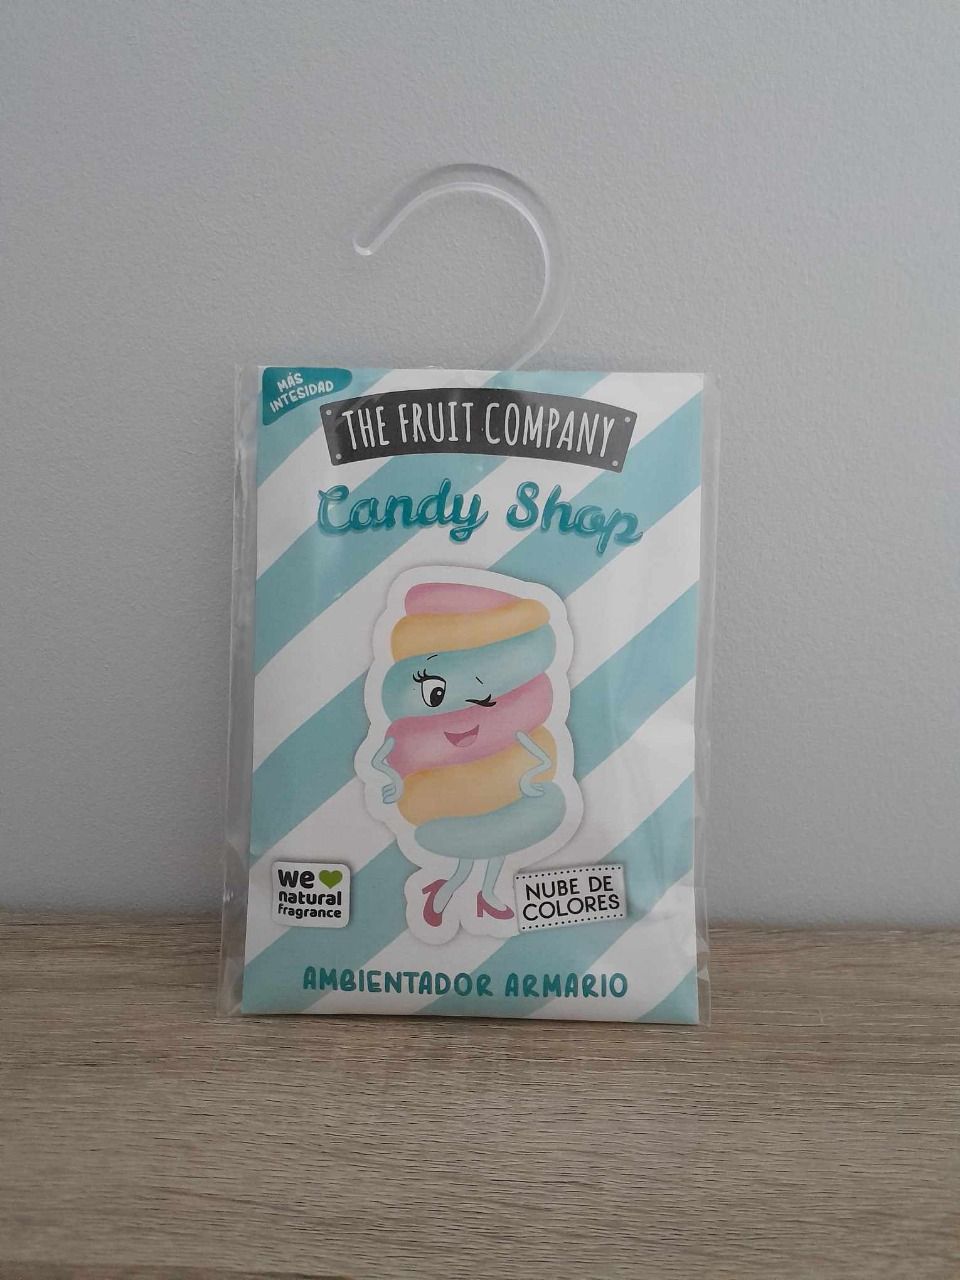 MÁS
INTESIDAD
THE FRUIT COMPANY
Candy Shop
we
natural
fragrance
NUBE DE
COLORES
AMBIENTADOR ARMARIO